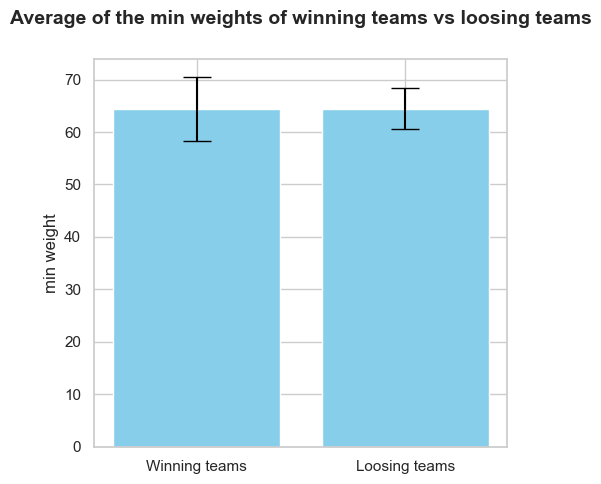 Average of the min weights of winning teams vs loosing teams
70
60
50
40
30
20
10
0
min weight
Winning teams
Loosing teams